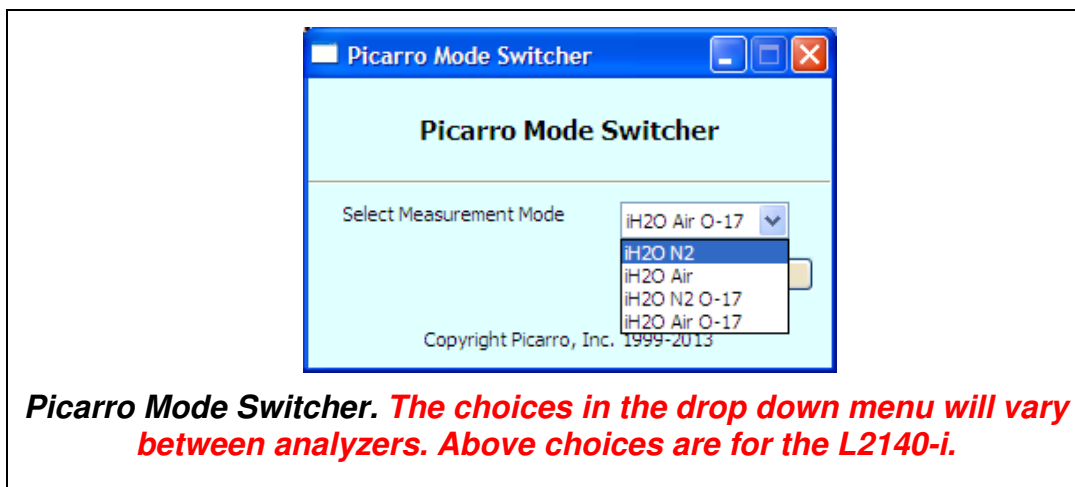 Picarro Mode Switcher
Picarro Mode Switcher
Select Measurement Mode
iH2O Air O-17
iH2O N2
iH2O Air
iH2O N2 O-17
iH2O Air O-17
Copyright Picarro, Inc. 1999-2013
Picarro Mode Switcher. The choices in the drop down menu will vary
between analyzers. Above choices are for the L2140-i.